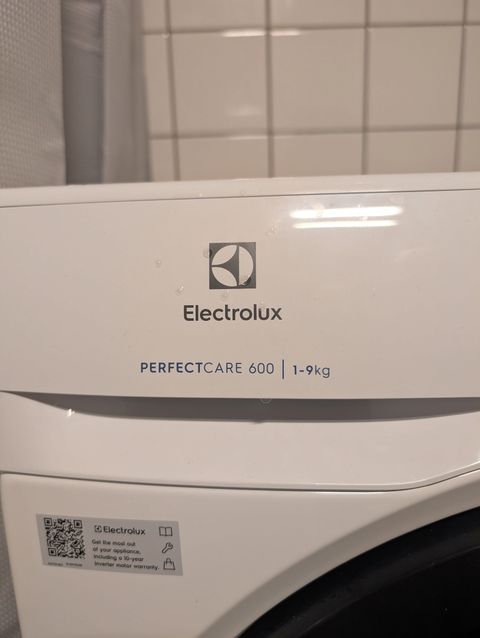 Electrolux
PERFECTCARE 600 | 1-9kg
Electrolux
Get the most out
of your appliance,
including a 10-year
Inverter motor warranty.